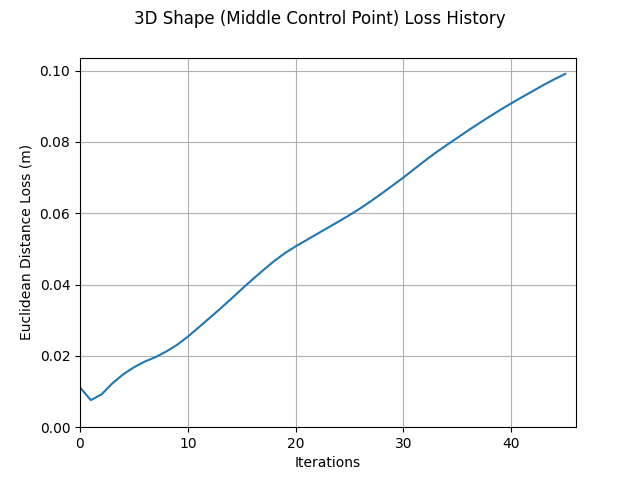 3D Shape (Middle Control Point) Loss History
0.10
0.08
0.06
0.04
0.02
0.00
Euclidean Distance Loss (m)
0 10 20 30 40
Iterations